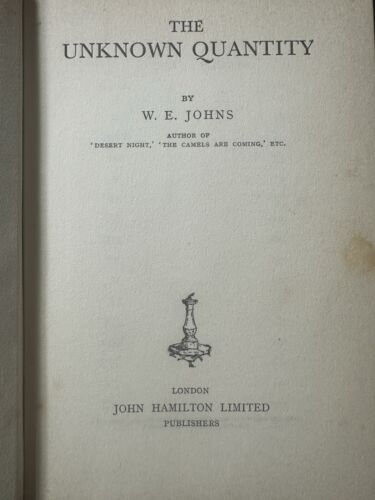 THE
UNKNOWN QUANTITY
BY
W. E. JOHNS
AUTHOR OF
'DESERT NIGHT,' 'THE CAMELS ARE COMING,' ETC.
LONDON
JOHN HAMILTON LIMITED
PUBLISHERS